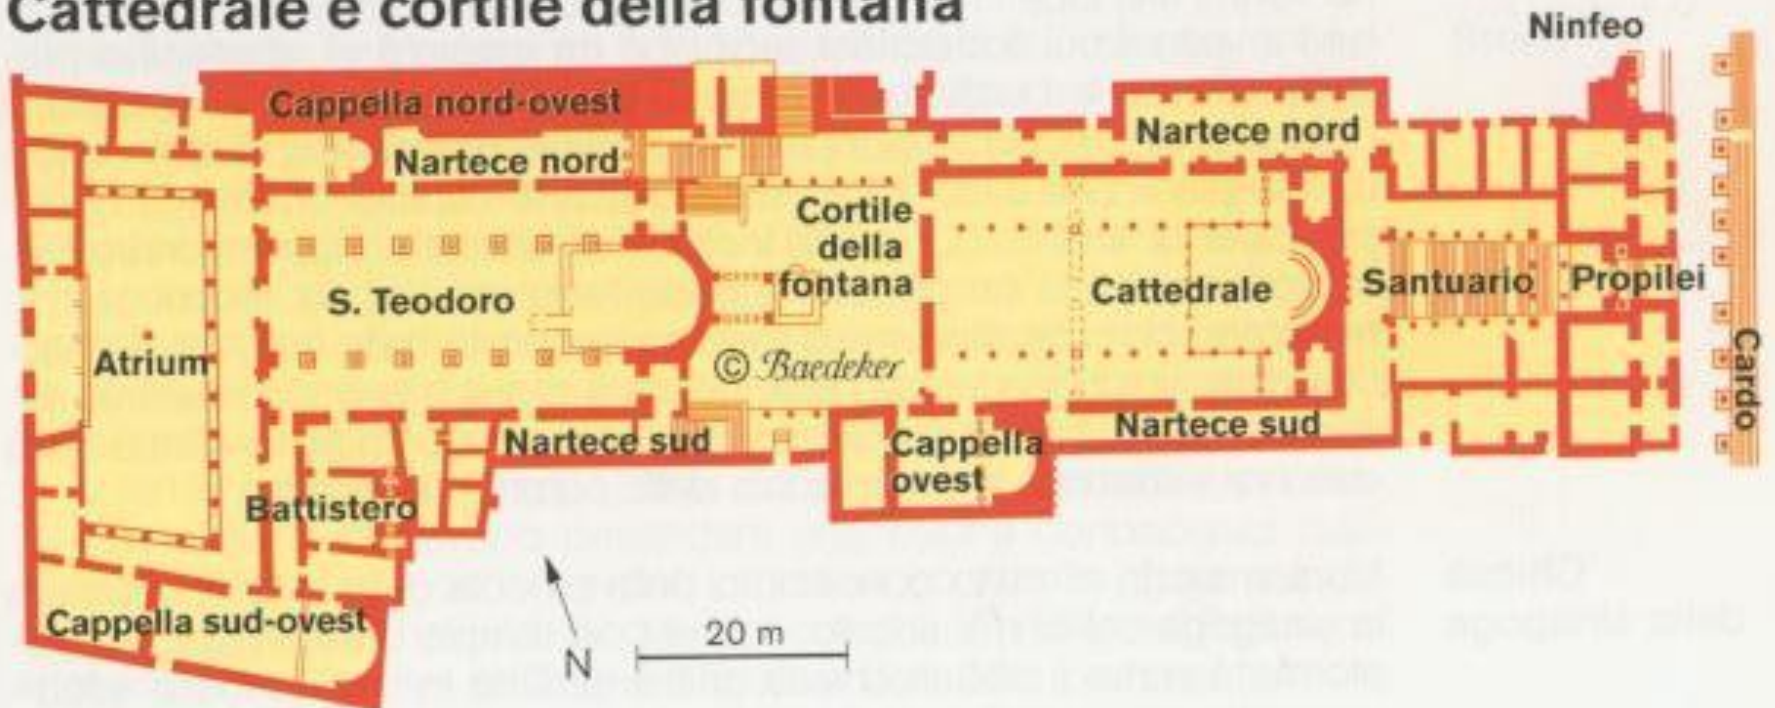 Cattedrale e cortile della fontana
Ninfeo
Cappella nord-ovest
Nartece nord
Nartece nord
Cortile
della
fontana
S. Teodoro
Cattedrale
Santuario
Propilei
Atrium
© Baedeker
Cardo
Nartece sud
Cappella
ovest
Nartece sud
Battistero
Cappella sud-ovest
N
20 m